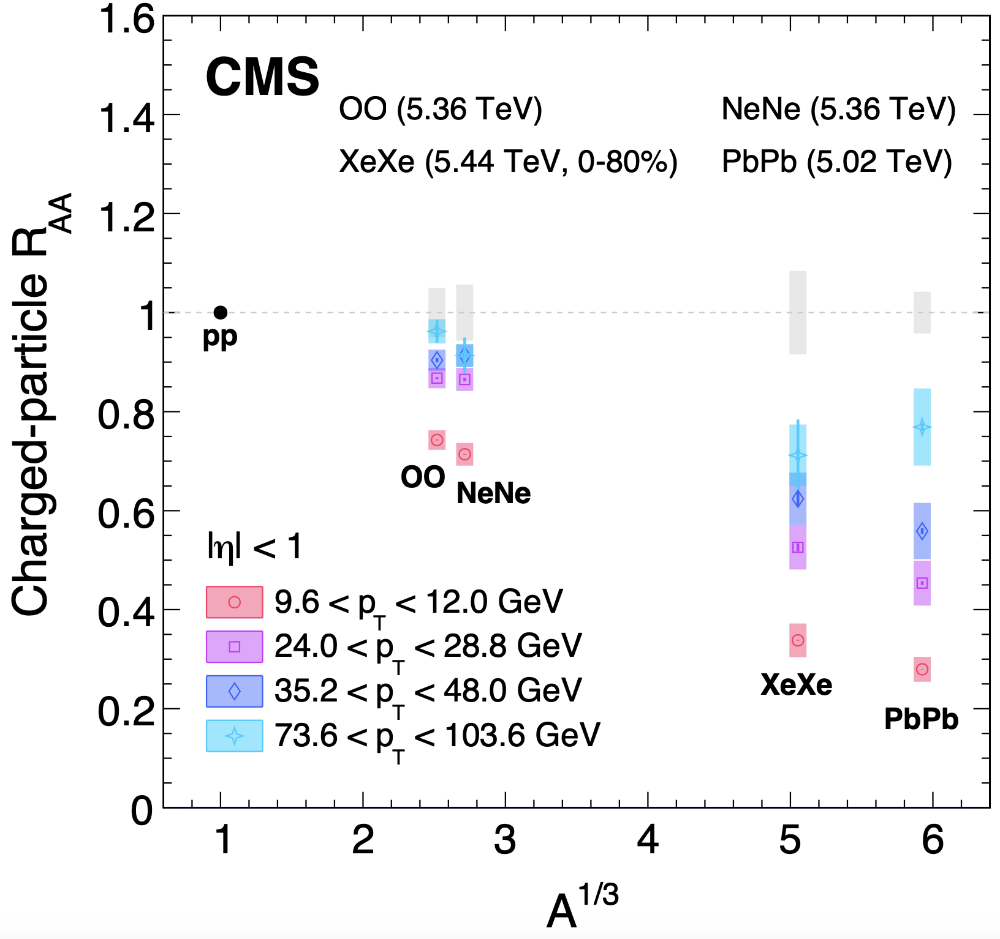 CMS
OO (5.36 TeV) NeNe (5.36 TeV)
XeXe (5.44 TeV, 0-80%) PbPb (5.02 TeV)
Charged-particle R_AA
1.6
1.4
1.2
1
0.8
0.6
0.4
0.2
0
pp
OO
NeNe
XeXe
PbPb
|η| < 1
9.6 < p_T < 12.0 GeV
24.0 < p_T < 28.8 GeV
35.2 < p_T < 48.0 GeV
73.6 < p_T < 103.6 GeV
1 2 3 4 5 6
A^1/3